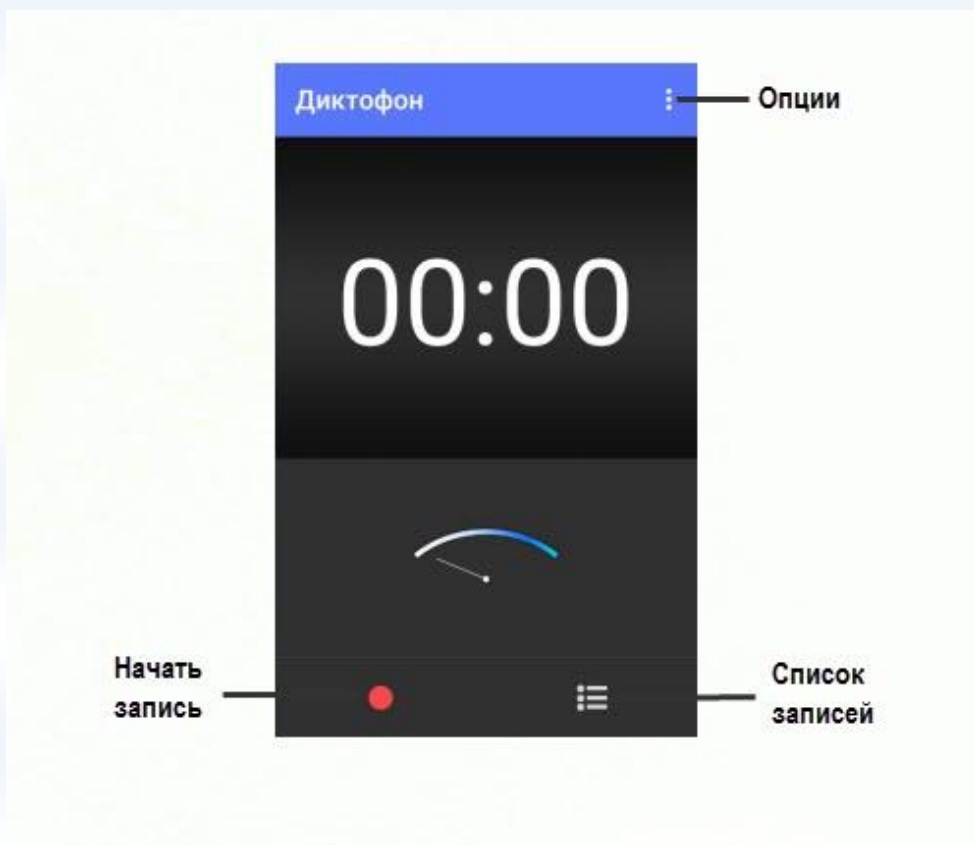 Диктофон
Опции
00:00
Начать
запись
Список
записей